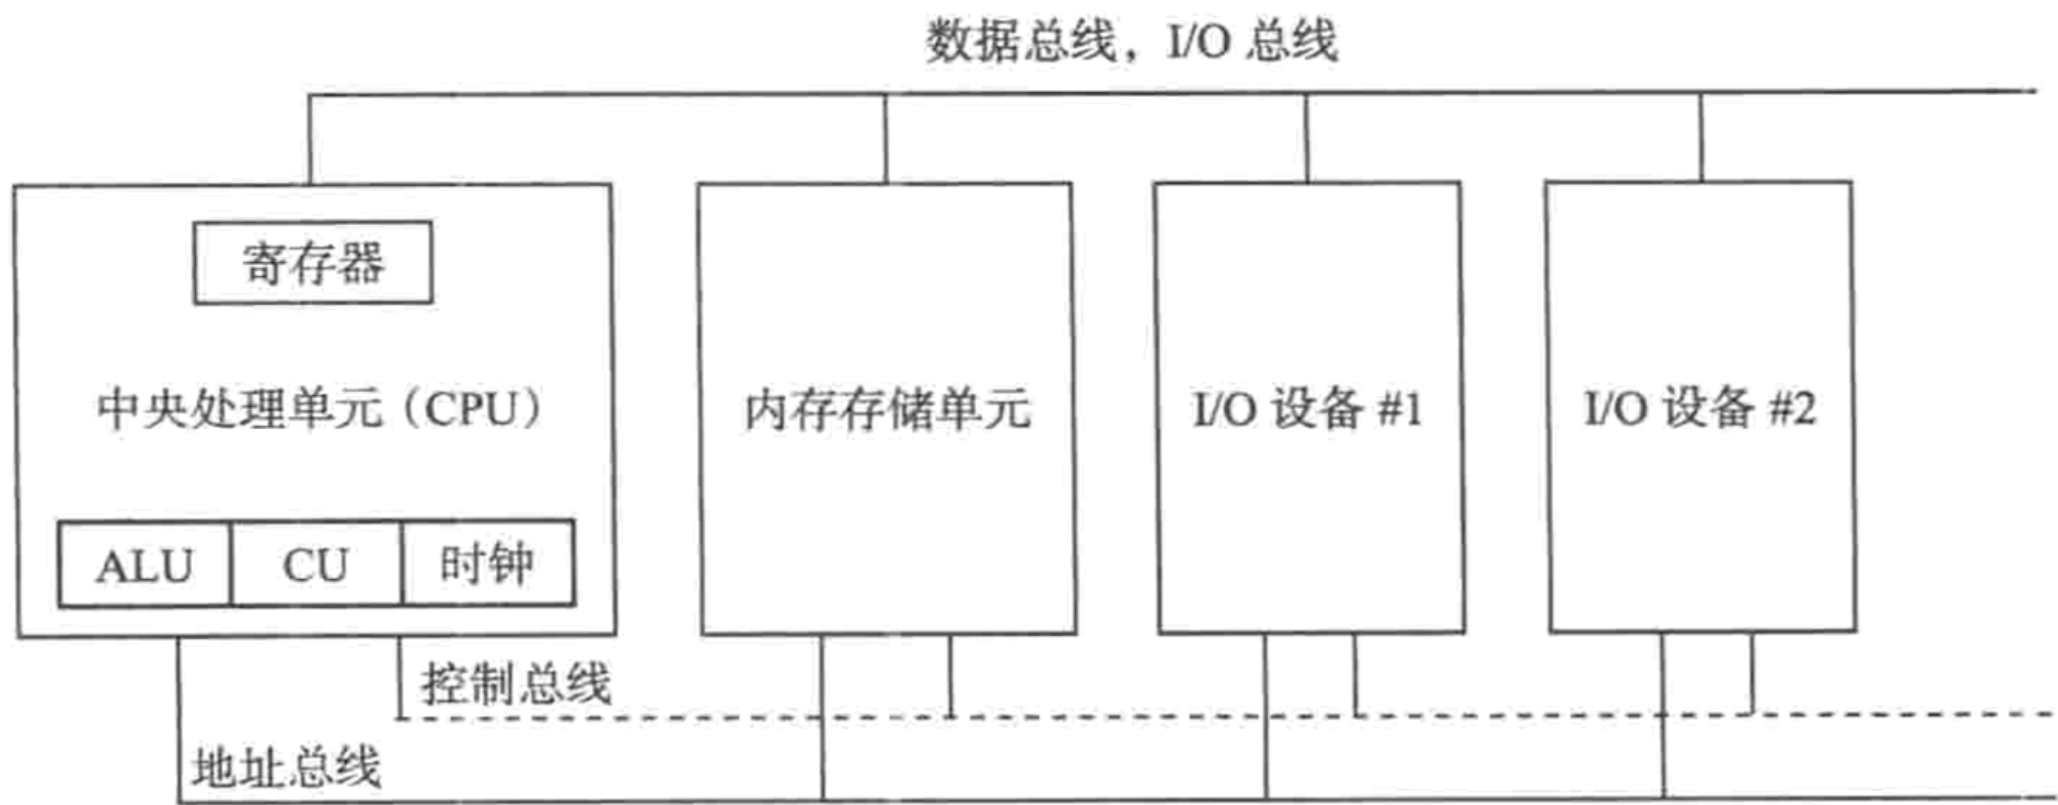 数据总线，I/O 总线
寄存器
中央处理单元（CPU）
内存存储单元
I/O 设备 #1
I/O 设备 #2
ALU
CU
时钟
控制总线
地址总线